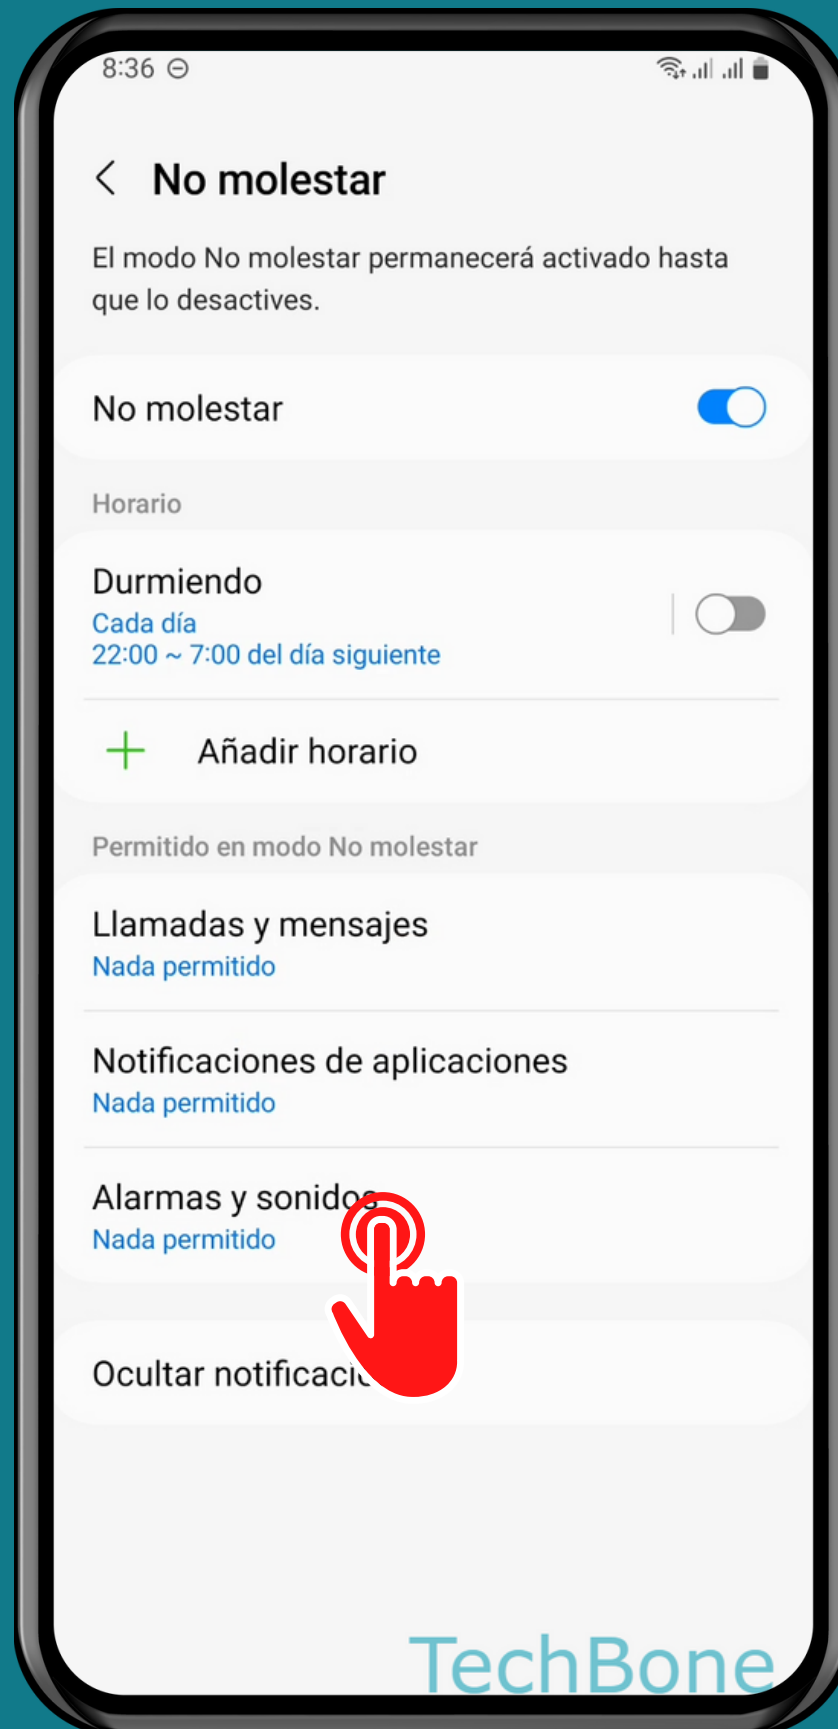 8:36
No molestar
El modo No molestar permanecerá activado hasta
que lo desactives.
No molestar
Horario
Durmiendo
Cada día
22:00 ~ 7:00 del día siguiente
Añadir horario
Permitido en modo No molestar
Llamadas y mensajes
Nada permitido
Notificaciones de aplicaciones
Nada permitido
Alarmas y sonidos
Nada permitido
Ocultar
TechBone